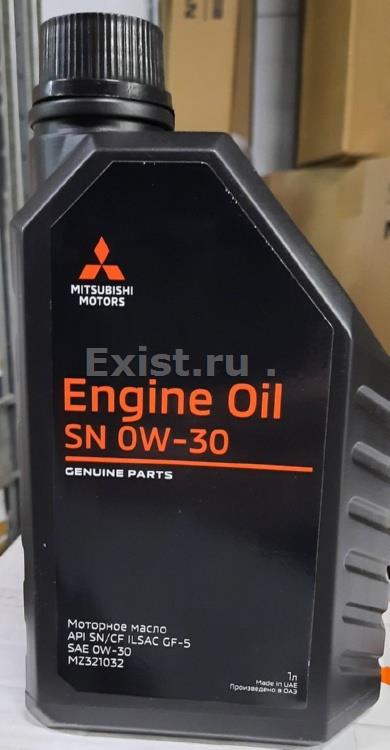 MITSUBISHI
MOTORS
Exist.ru .
Engine Oil
SN 0W-30
GENUINE PARTS
Моторное масло
API SN/CF ILSAC GF-5
SAE 0W-30
MZ321032
1л
Made in UAE
Произведено в ОАЭ